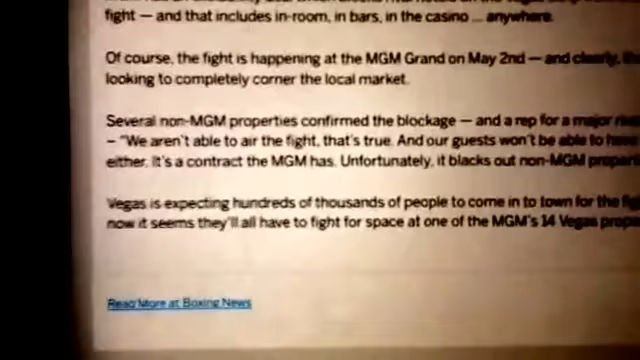 fight — and that includes in-room, in bars, in the casino ... anywhere.
Of course, the fight is happening at the MGM Grand on May 2nd — and clearly,
looking to completely corner the local market.
Several non-MGM properties confirmed the blockage — and a rep for a major
– "We aren't able to air the fight, that's true. And our guests won't be able to have
either. It's a contract the MGM has. Unfortunately, it blacks out non-MGM
Vegas is expecting hundreds of thousands of people to come in to town for the
now it seems they'll all have to fight for space at one of the MGM's 14 Vegas
Read More at Boxing News